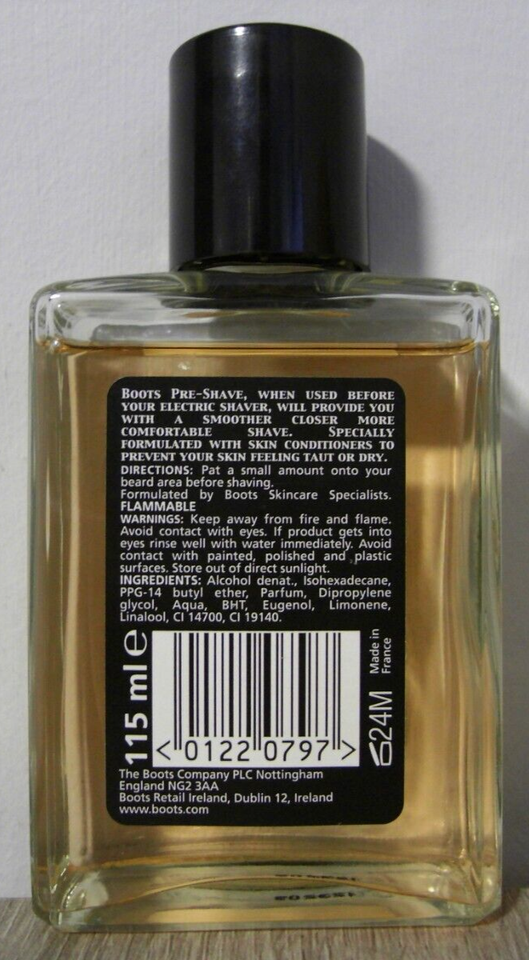 BOOTS PRE-SHAVE, WHEN USED BEFORE
YOUR ELECTRIC SHAVER, WILL PROVIDE YOU
WITH A SMOOTHER CLOSER MORE
COMFORTABLE SHAVE. SPECIALLY
FORMULATED WITH SKIN CONDITIONERS TO
PREVENT YOUR SKIN FEELING TAUT OR DRY.
DIRECTIONS: Pat a small amount onto your
beard area before shaving.
Formulated by Boots Skincare Specialists.
FLAMMABLE
WARNINGS: Keep away from fire and flame.
Avoid contact with eyes. If product gets into
eyes rinse well with water immediately. Avoid
contact with painted, polished and plastic
surfaces. Store out of direct sunlight.
INGREDIENTS: Alcohol denat., Isohexadecane,
PPG-14 butyl ether, Parfum, Dipropylene
glycol, Aqua, BHT, Eugenol, Limonene,
Linalool, CI 14700, CI 19140.
115 ml e
<0122 0797>
Made in
France
24M
The Boots Company PLC Nottingham
England NG2 3AA
Boots Retail Ireland, Dublin 12, Ireland
www.boots.com